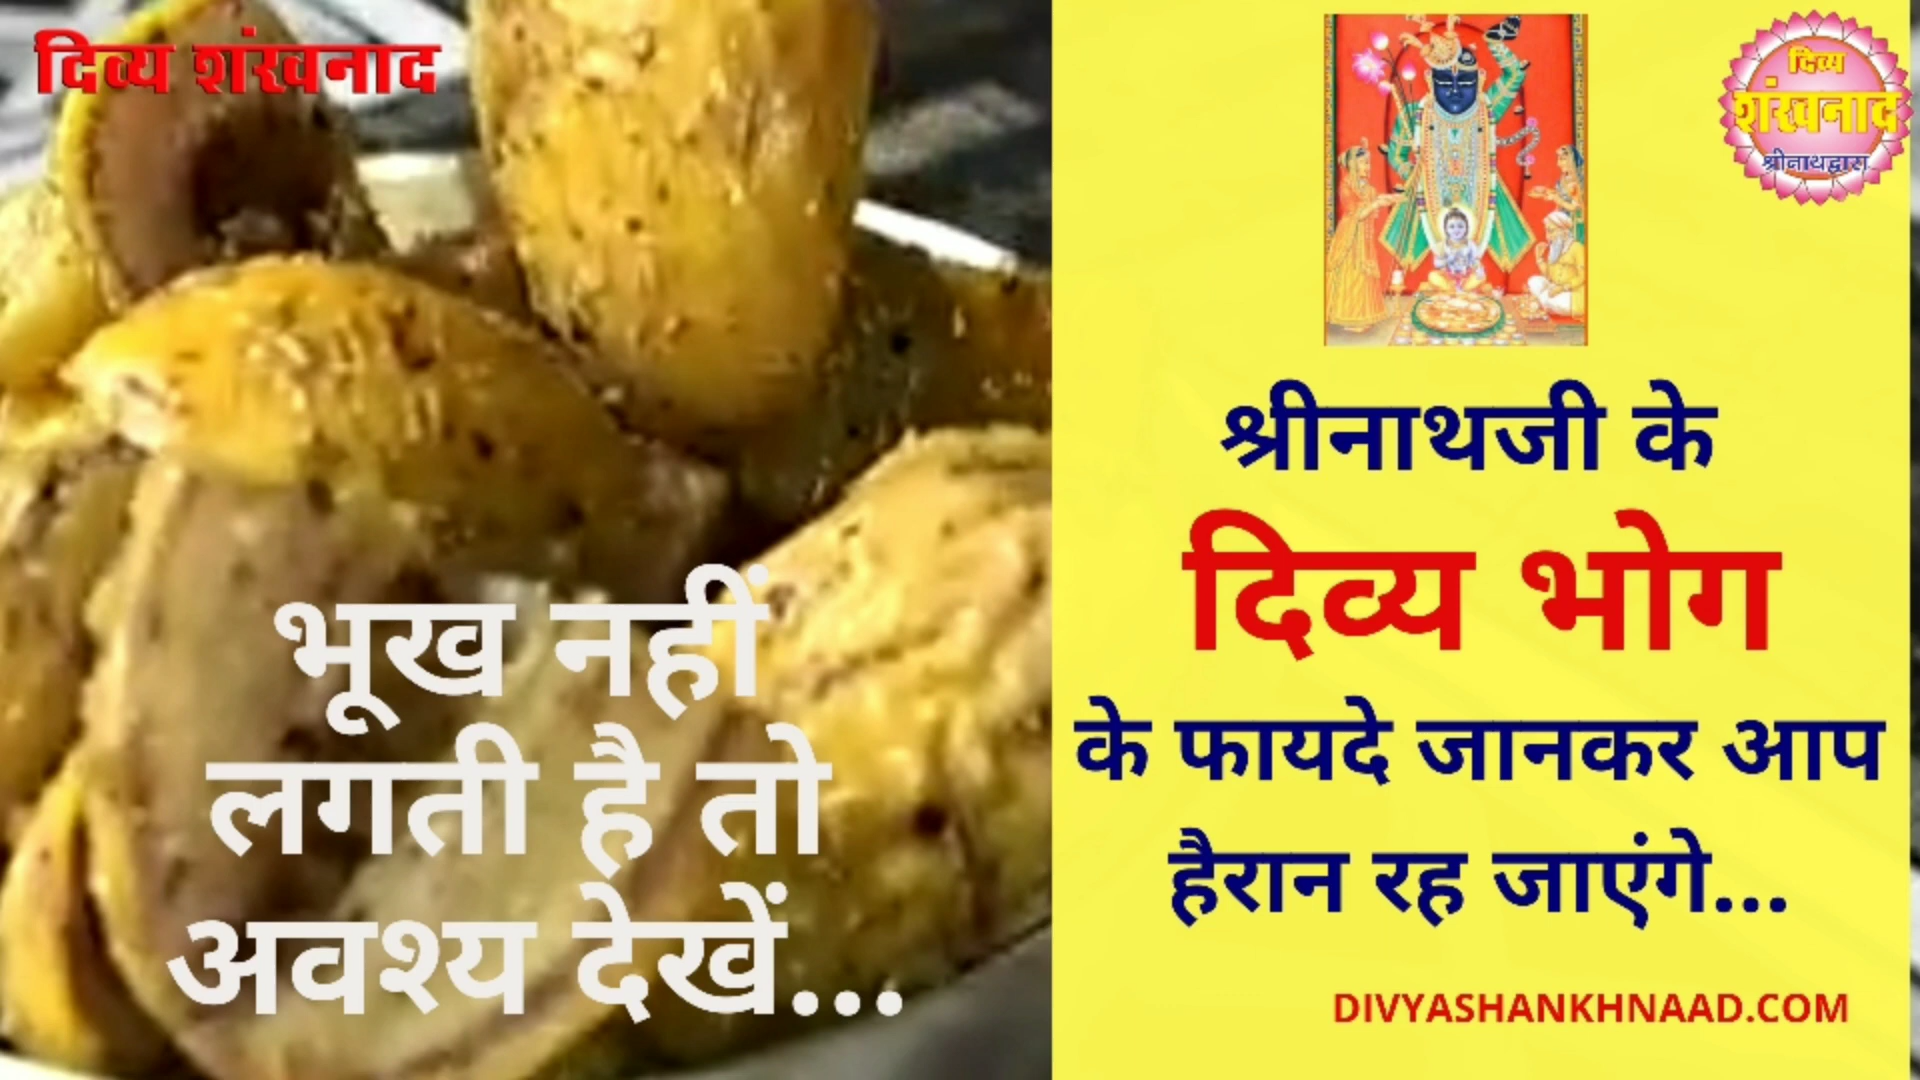 दिव्य शंखनाद
भूख नहीं
लगती है तो
अवश्य देखें...
दिव्य
शंखनाद
श्रीनाथद्वारा
श्रीनाथजी के
दिव्य भोग
के फायदे जानकर आप
हैरान रह जाएंगे...
DIVYASHANKHNAAD.COM